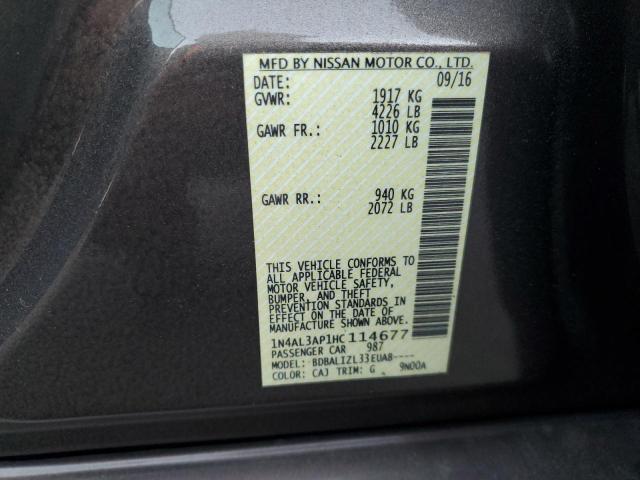 MFD BY NISSAN MOTOR CO., LTD.
DATE: 09/16
GVWR: 1917 KG
4226 LB
GAWR FR.: 1010 KG
2227 LB
GAWR RR.: 940 KG
2072 LB
THIS VEHICLE CONFORMS TO
ALL APPLICABLE FEDERAL
MOTOR VEHICLE SAFETY,
BUMPER, AND THEFT
PREVENTION STANDARDS IN
EFFECT ON THE DATE OF
MANUFACTURE SHOWN ABOVE.
1N4AL3AP1HC114677
PASSENGER CAR 987
MODEL: BDBALIZL33EUA8----
COLOR: CAJ TRIM: G 9N00A